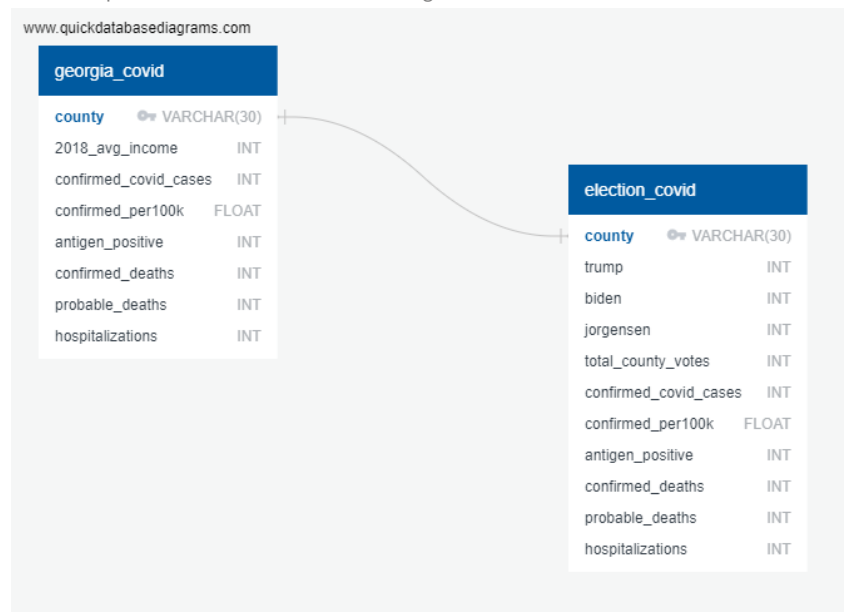 www.quickdatabasediagrams.com
georgia_covid
county VARCHAR(30)
2018_avg_income INT
confirmed_covid_cases INT
confirmed_per100k FLOAT
antigen_positive INT
confirmed_deaths INT
probable_deaths INT
hospitalizations INT
election_covid
county VARCHAR(30)
trump INT
biden INT
jorgensen INT
total_county_votes INT
confirmed_covid_cases INT
confirmed_per100k FLOAT
antigen_positive INT
confirmed_deaths INT
probable_deaths INT
hospitalizations INT